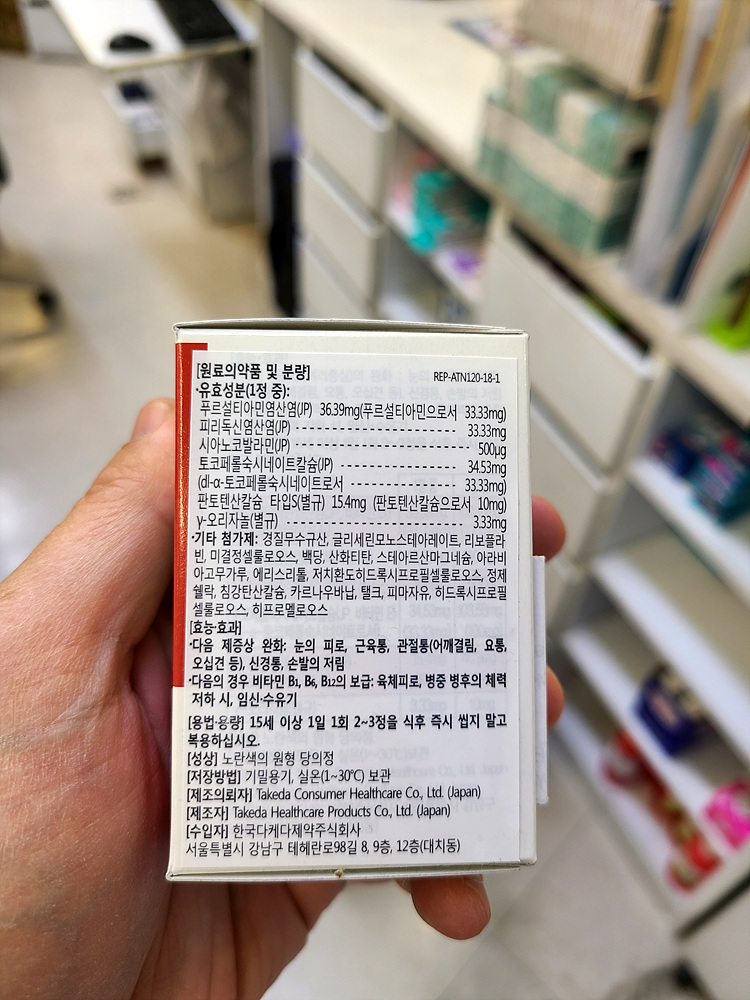 [원료의약품 및 분량] REP-ATN120-18-1
·유효성분(1정 중):
푸르설티아민염산염(JP) 36.39mg(푸르설티아민으로서 33.33mg)
피리독신염산염(JP) 33.33mg
시아노코발라민(JP) 500μg
토코페롤숙시네이트칼슘(JP) 34.53mg
(dl-α-토코페롤숙시네이트로서 33.33mg)
판토텐산칼슘 타입S(별규) 15.4mg (판토텐산칼슘으로서 10mg)
γ-오리자놀(별규) 3.33mg
·기타 첨가제: 경질무수규산, 글리세린모노스테아레이트, 리보플라
빈, 미결정셀룰로오스, 백당, 산화티탄, 스테아르산마그네슘, 아라비
아고무가루, 에리스리톨, 저치환도히드록시프로필셀룰로오스, 정제
쉘락, 침강탄산칼슘, 카르나우바납, 탤크, 피마자유, 히드록시프로필
셀룰로오스, 히프로멜로오스
[효능·효과]
·다음 제증상 완화: 눈의 피로, 근육통, 관절통(어깨결림, 요통,
오십견 등), 신경통, 손발의 저림
·다음의 경우 비타민 B₁, B₆, B₁₂의 보급: 육체피로, 병중 병후의 체력
저하 시, 임신·수유기
[용법·용량] 15세 이상 1일 1회 2~3정을 식후 즉시 씹지 말고
복용하십시오.
[성상] 노란색의 원형 당의정
[저장방법] 기밀용기, 실온(1~30℃) 보관
[제조의뢰자] Takeda Consumer Healthcare Co., Ltd. (Japan)
[제조자] Takeda Healthcare Products Co., Ltd. (Japan)
[수입자] 한국다케다제약주식회사
서울특별시 강남구 테헤란로98길 8, 9층, 12층(대치동)